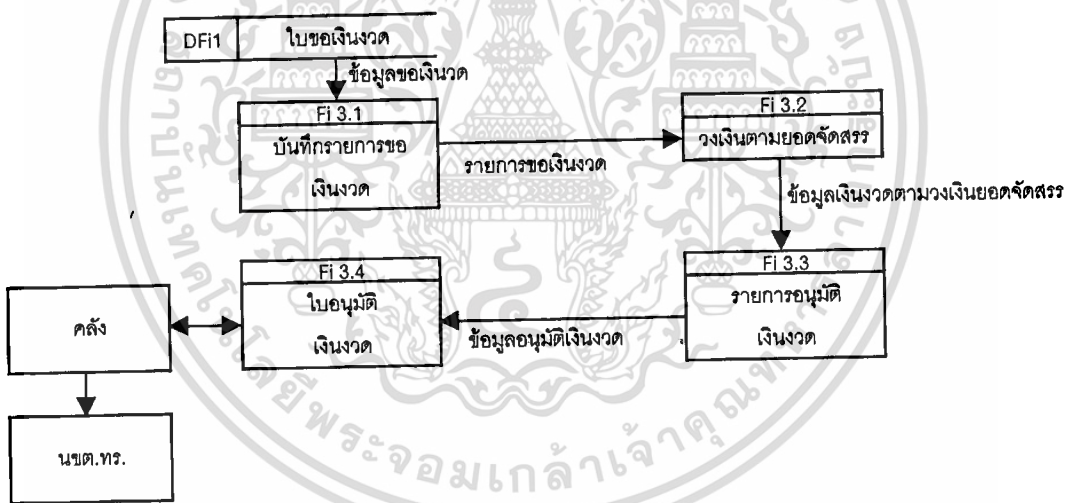 DFi1 ใบขอเงินงวด
ข้อมูลขอเงินวด
Fi 3.1
บันทึกรายการขอ
เงินงวด
รายการขอเงินงวด
Fi 3.2
วงเงินตามยอดจัดสรร
ข้อมูลเงินงวดตามวงเงินยอดจัดสรร
Fi 3.3
รายการอนุมัติ
เงินงวด
ข้อมูลอนุมัติเงินงวด
Fi 3.4
ใบอนุมัติ
เงินงวด
คลัง
นขต.ทร.